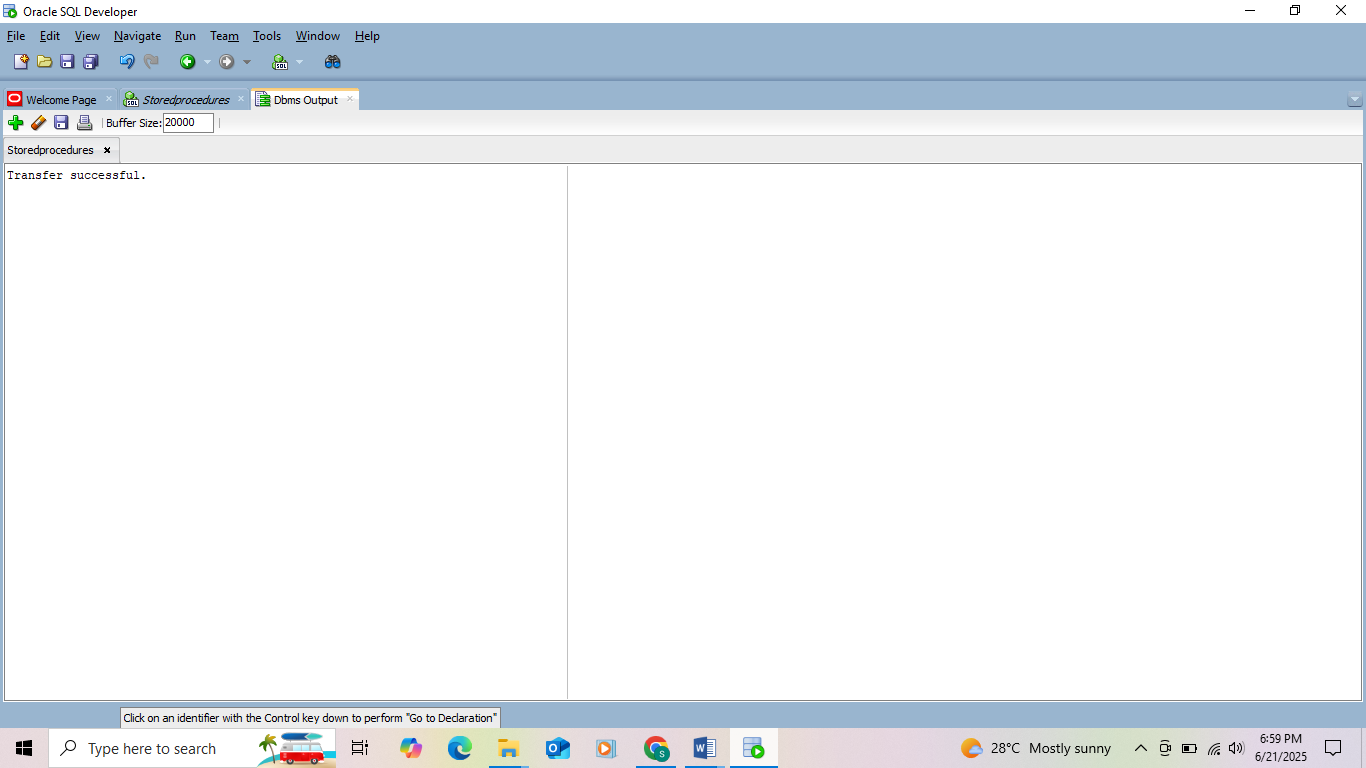 Oracle SQL Developer
File Edit View Navigate Run Team Tools Window Help
SQL
Welcome Page SQL Storedprocedures Dbms Output
Buffer Size: 20000
Storedprocedures
Transfer successful.
Click on an identifier with the Control key down to perform "Go to Declaration"
Type here to search
28°C Mostly sunny
6:59 PM
6/21/2025